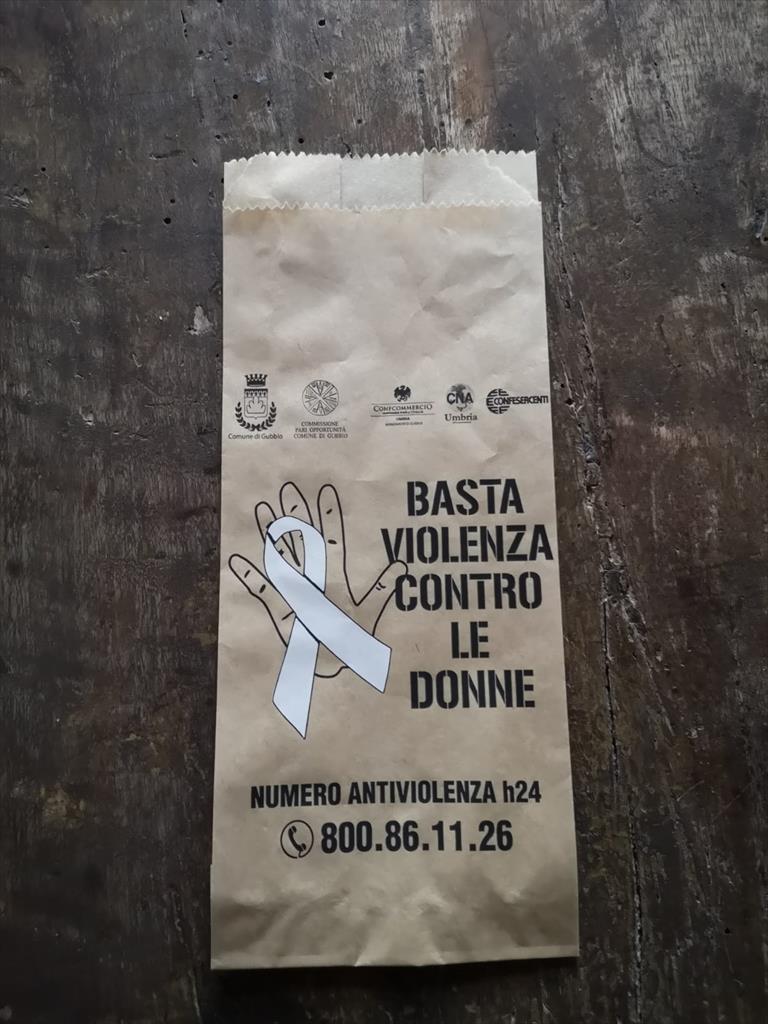 Comune di Gubbio
COMMISSIONE
PARI OPPORTUNITÀ
COMUNE DI GUBBIO
CONFCOMMERCIO
UMBRIA
CNA
Umbria
CONFESERCENTI
BASTA
VIOLENZA
CONTRO
LE
DONNE
NUMERO ANTIVIOLENZA h24
800.86.11.26